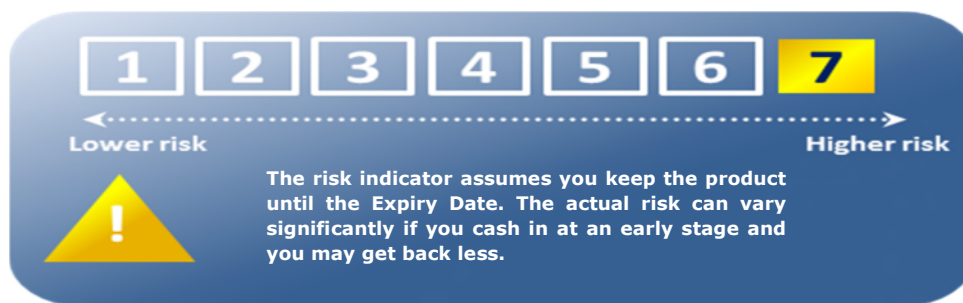 1 2 3 4 5 6 7
Lower risk Higher risk
!
The risk indicator assumes you keep the product
until the Expiry Date. The actual risk can vary
significantly if you cash in at an early stage and
you may get back less.